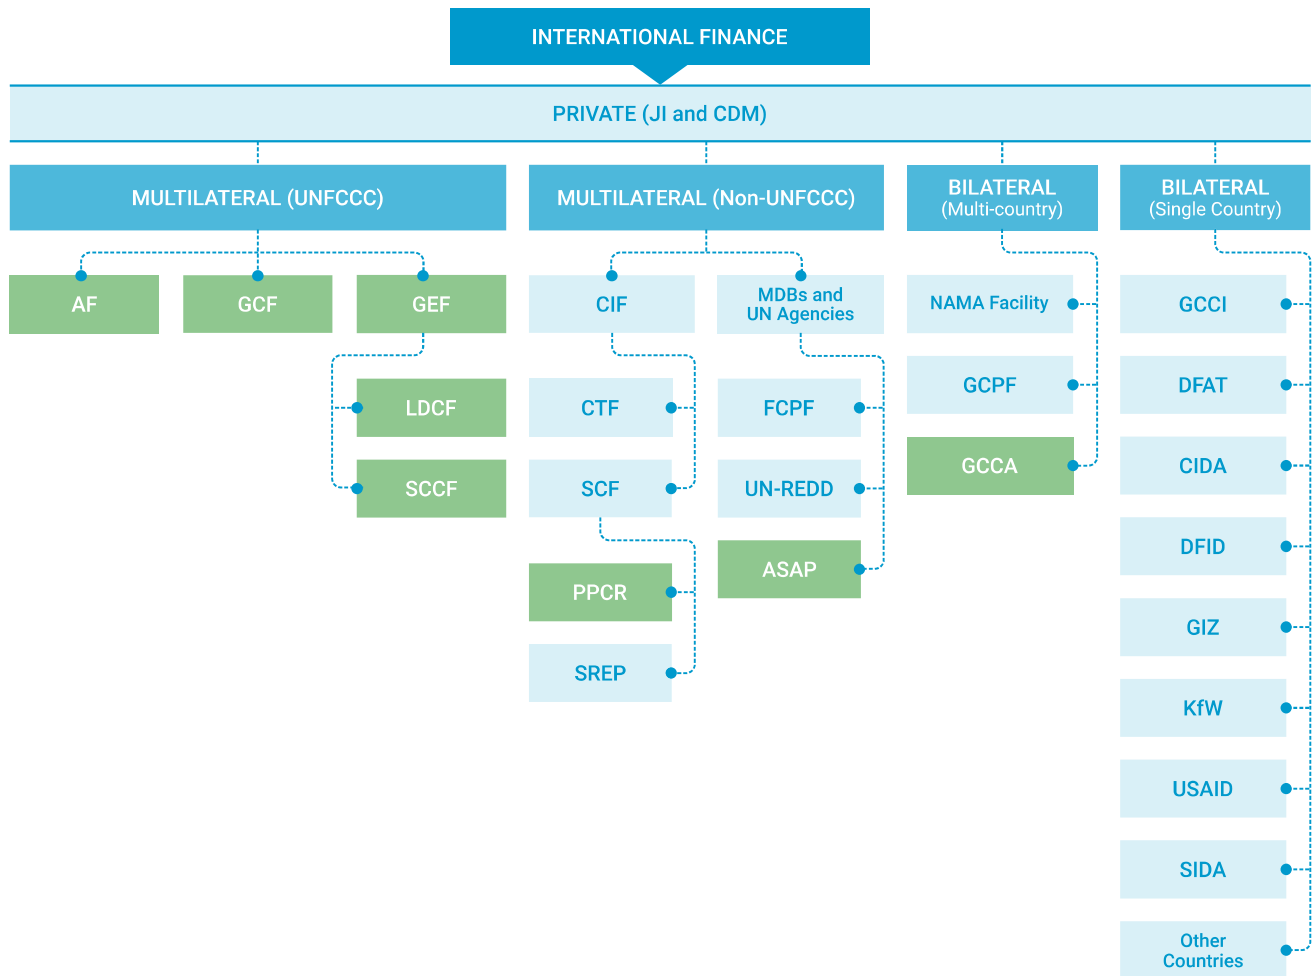 INTERNATIONAL FINANCE
PRIVATE (JI and CDM)
MULTILATERAL (UNFCCC)
MULTILATERAL (Non-UNFCCC)
BILATERAL
(Multi-country)
BILATERAL
(Single Country)
AF
GCF
GEF
LDCF
SCCF
CIF
CTF
SCF
PPCR
SREP
MDBs and
UN Agencies
FCPF
UN-REDD
ASAP
NAMA Facility
GCPF
GCCA
GCCI
DFAT
CIDA
DFID
GIZ
KfW
USAID
SIDA
Other
Countries